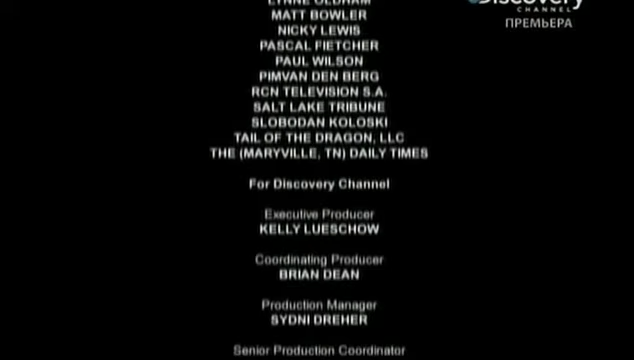 LYNNE OLDHAM
MATT BOWLER
NICKY LEWIS
PASCAL FIETCHER
PAUL WILSON
PIMVAN DEN BERG
RCN TELEVISION S.A.
SALT LAKE TRIBUNE
SLOBODAN KOLOSKI
TAIL OF THE DRAGON, LLC
THE (MARYVILLE, TN) DAILY TIMES
For Discovery Channel
Executive Producer
KELLY LUESCHOW
Coordinating Producer
BRIAN DEAN
Production Manager
SYDNI DREHER
Senior Production Coordinator
Discovery
CHANNEL
ПРЕМЬЕРА